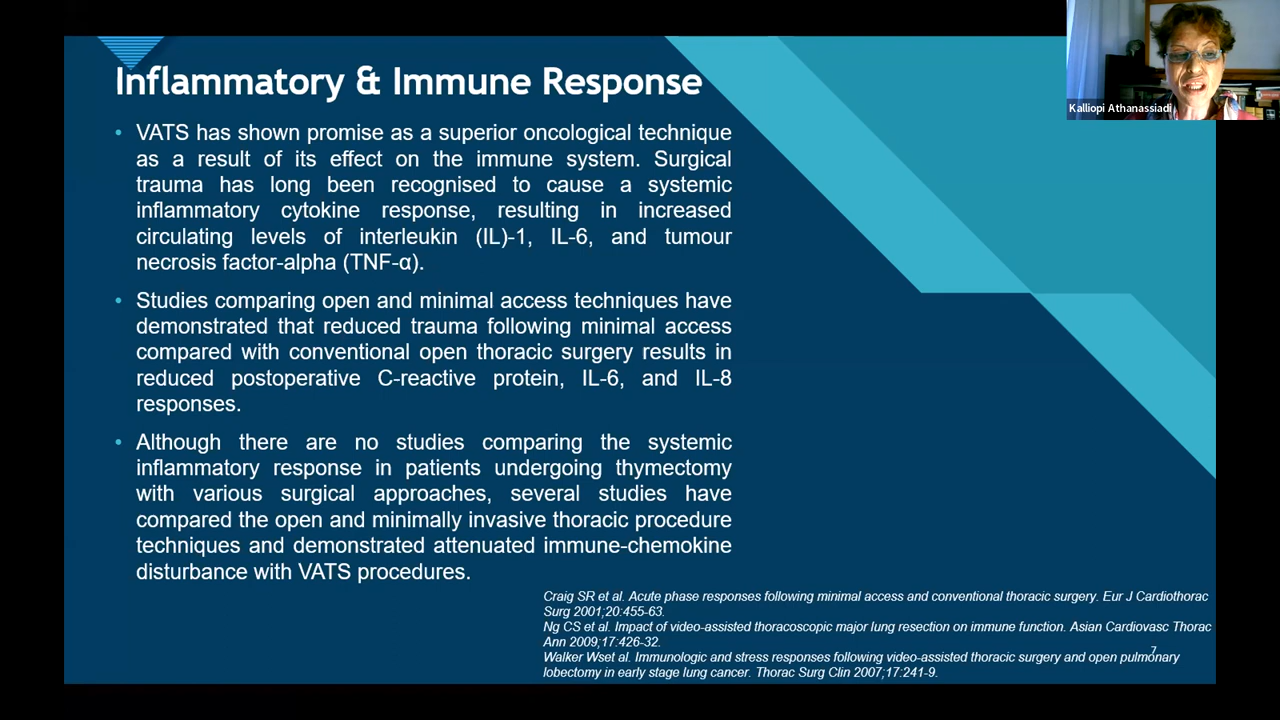 Inflammatory & Immune Response
• VATS has shown promise as a superior oncological technique
as a result of its effect on the immune system. Surgical
trauma has long been recognised to cause a systemic
inflammatory cytokine response, resulting in increased
circulating levels of interleukin (IL)-1, IL-6, and tumour
necrosis factor-alpha (TNF-α).
• Studies comparing open and minimal access techniques have
demonstrated that reduced trauma following minimal access
compared with conventional open thoracic surgery results in
reduced postoperative C-reactive protein, IL-6, and IL-8
responses.
• Although there are no studies comparing the systemic
inflammatory response in patients undergoing thymectomy
with various surgical approaches, several studies have
compared the open and minimally invasive thoracic procedure
techniques and demonstrated attenuated immune-chemokine
disturbance with VATS procedures.
Craig SR et al. Acute phase responses following minimal access and conventional thoracic surgery. Eur J Cardiothorac
Surg 2001;20:455-63.
Ng CS et al. Impact of video-assisted thoracoscopic major lung resection on immune function. Asian Cardiovasc Thorac
Ann 2009;17:426-32.
Walker Wset al. Immunologic and stress responses following video-assisted thoracic surgery and open pulmonary
lobectomy in early stage lung cancer. Thorac Surg Clin 2007;17:241-9.
7
Kalliopi Athanassiadi